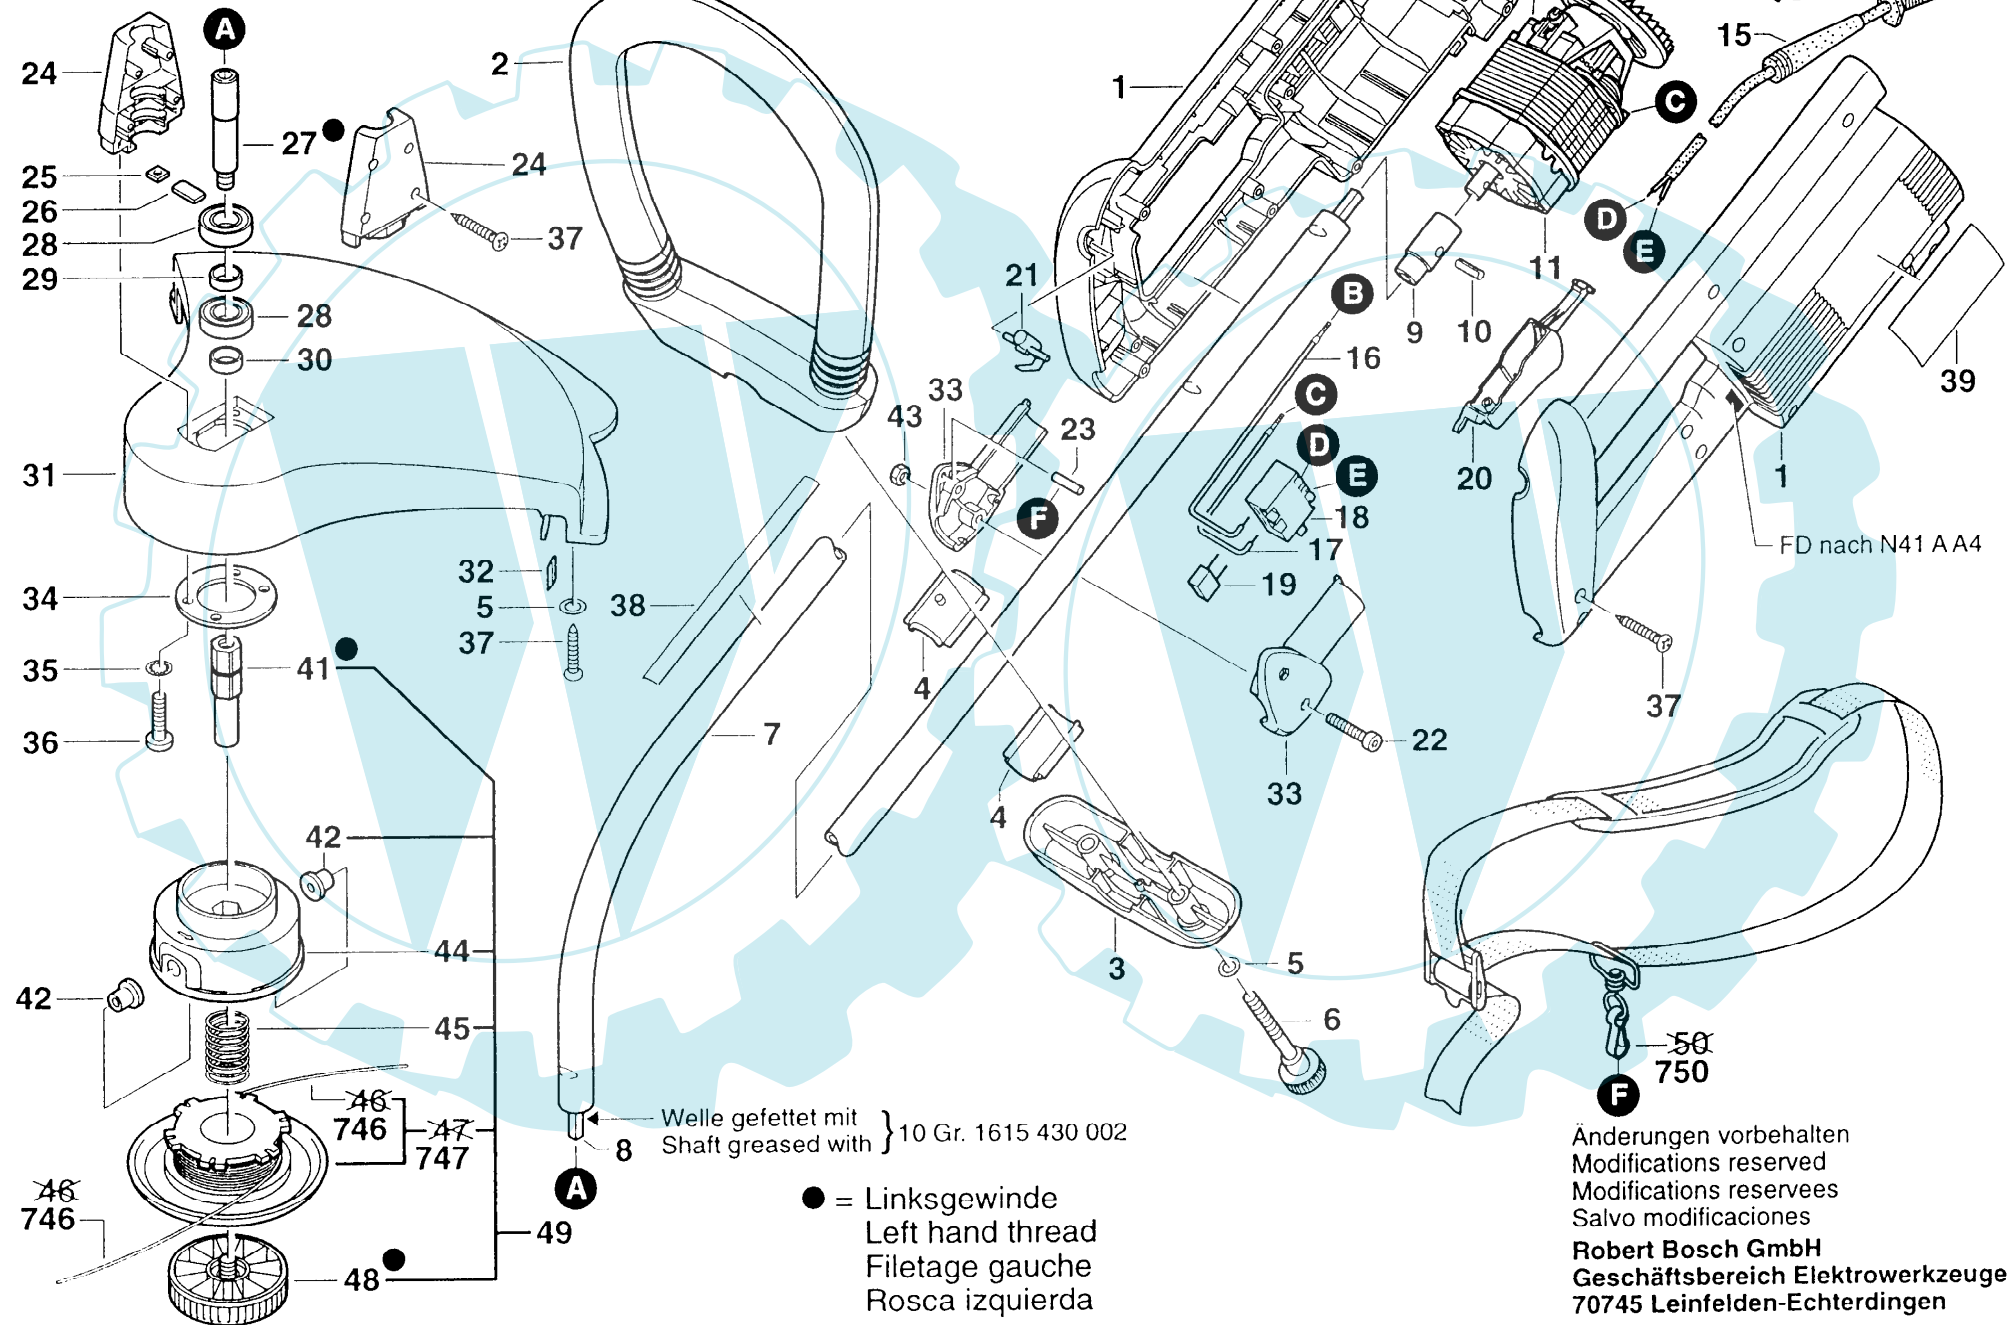 A
24
2
1
15
C
27
24
25
26
28
37
29
28
30
21
B
9
10
11
D
E
16
39
33
43
23
C
D
E
31
20
1
F
18
17
FD nach N41 A A4
32
19
34
5
38
37
4
35
41
37
36
7
22
33
4
42
44
3
5
42
45
6
50
750
F
46
746
47
747
Welle gefettet mit
Shaft greased with } 10 Gr. 1615 430 002
8
A
46
746
49
48
● = Linksgewinde
Left hand thread
Filetage gauche
Rosca izquierda
Änderungen vorbehalten
Modifications reserved
Modifications reservees
Salvo modificaciones
Robert Bosch GmbH
Geschäftsbereich Elektrowerkzeuge
70745 Leinfelden-Echterdingen